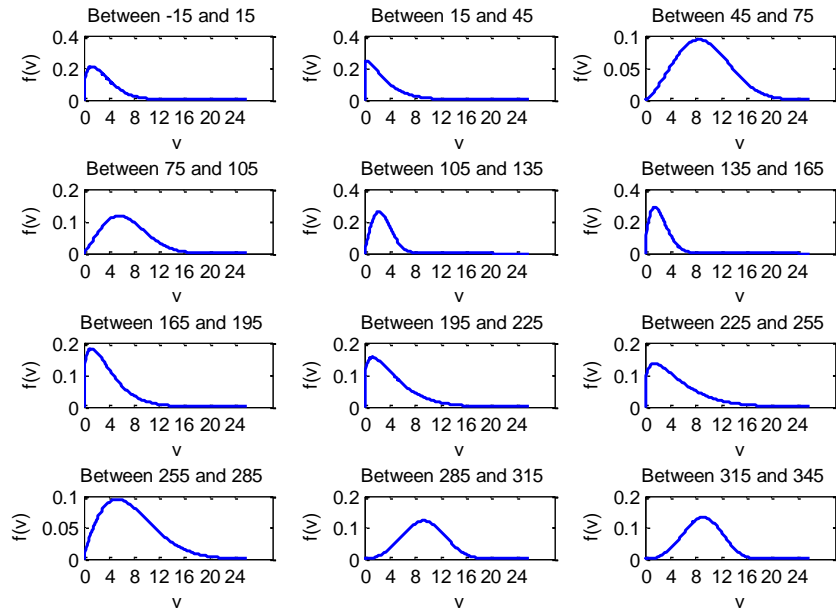 Between -15 and 15
Between 15 and 45
Between 45 and 75
0.4
0.2
0
f(v)
0 4 8 12 16 20 24
v
0.4
0.2
0
f(v)
0 4 8 12 16 20 24
v
0.1
0.05
0
f(v)
0 4 8 12 16 20 24
v
Between 75 and 105
Between 105 and 135
Between 135 and 165
0.2
0.1
0
f(v)
0 4 8 12 16 20 24
v
0.4
0.2
0
f(v)
0 4 8 12 16 20 24
v
0.4
0.2
0
f(v)
0 4 8 12 16 20 24
v
Between 165 and 195
Between 195 and 225
Between 225 and 255
0.2
0.1
0
f(v)
0 4 8 12 16 20 24
v
0.2
0.1
0
f(v)
0 4 8 12 16 20 24
v
0.2
0.1
0
f(v)
0 4 8 12 16 20 24
v
Between 255 and 285
Between 285 and 315
Between 315 and 345
0.1
0.05
0
f(v)
0 4 8 12 16 20 24
v
0.2
0.1
0
f(v)
0 4 8 12 16 20 24
v
0.2
0.1
0
f(v)
0 4 8 12 16 20 24
v